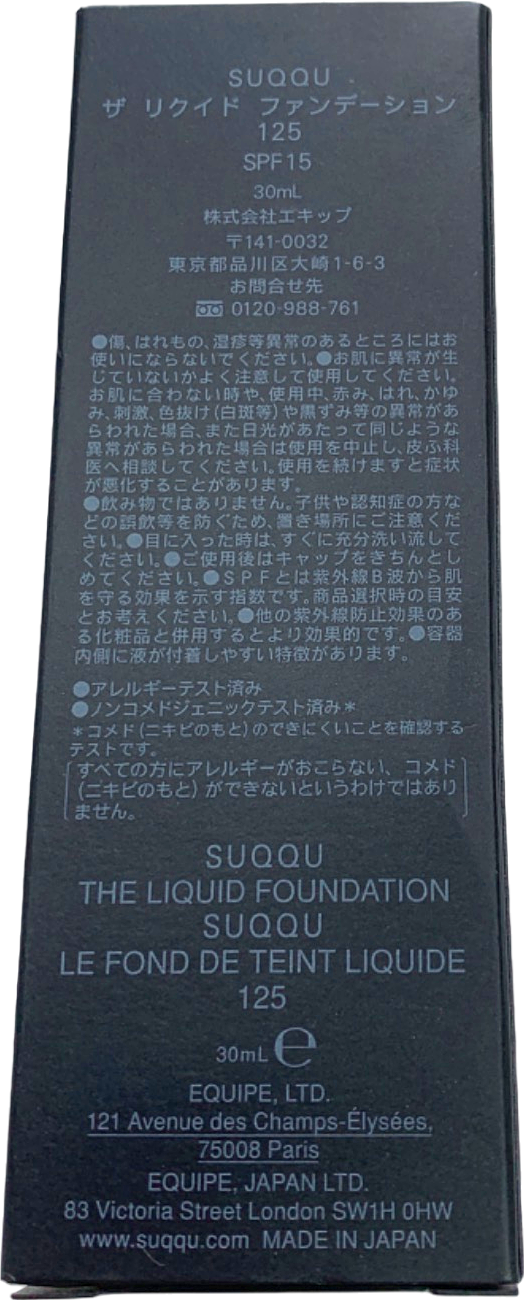 SUQQU
ザ リクイド ファンデーション
125
SPF15
30mL
株式会社エキップ
〒141-0032
東京都品川区大崎1-6-3
お問合せ先
0120-988-761
●傷、はれもの、湿疹等異常のあるところにはお
使いにならないでください。●お肌に異常が生
じていないかよく注意して使用してください。
お肌に合わない時や、使用中、赤み、はれ、かゆ
み、刺激、色抜け(白斑等)や黒ずみ等の異常があ
らわれた場合、また日光があたって同じような
異常があらわれた場合は使用を中止し、皮ふ科
医へ相談してください。使用を続けますと症状
が悪化することがあります。
●飲み物ではありません。子供や認知症の方な
どの誤飲等を防ぐため、置き場所にご注意くだ
さい。●目に入った時は、すぐに充分洗い流して
ください。●ご使用後はキャップをきちんとし
めてください。●SPFとは紫外線B波から肌
を守る効果を示す指数です。商品選択時の目安
とお考えください。●他の紫外線防止効果のあ
る化粧品と併用するとより効果的です。●容器
内側に液が付着しやすい特徴があります。
●アレルギーテスト済み
●ノンコメドジェニックテスト済み＊
＊コメド(ニキビのもと)のできにくいことを確認する
テストです。
すべての方にアレルギーがおこらない、コメド
(ニキビのもと)ができないというわけではあり
ません。
SUQQU
THE LIQUID FOUNDATION
SUQQU
LE FOND DE TEINT LIQUIDE
125
30mL ℮
EQUIPE, LTD.
121 Avenue des Champs-Élysées,
75008 Paris
EQUIPE, JAPAN LTD.
83 Victoria Street London SW1H 0HW
www.suqqu.com MADE IN JAPAN